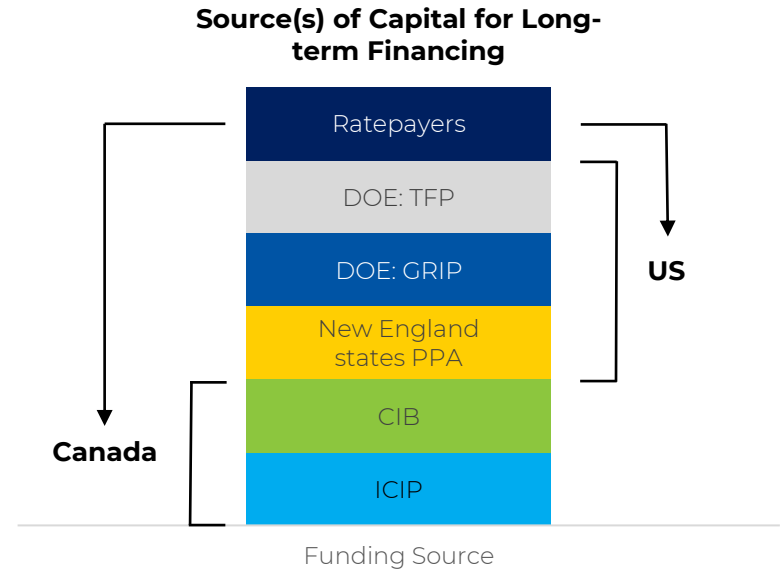 Source(s) of Capital for Long-
term Financing
Ratepayers
DOE: TFP
DOE: GRIP
US
New England
states PPA
CIB
Canada
ICIP
Funding Source